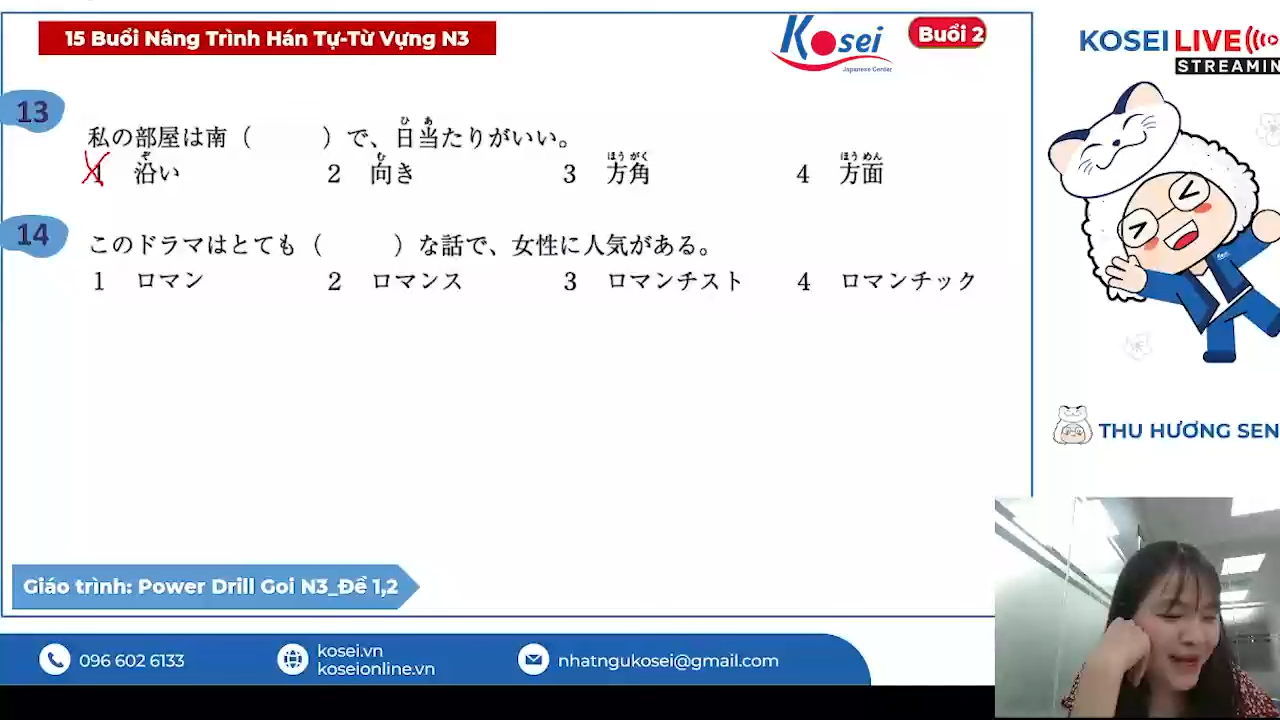 15 Buổi Nâng Trình Hán Tự-Từ Vựng N3
Kosei
Japanese Center
Buổi 2
KOSEI LIVE
STREAMIN
13
私の部屋は南（　　）で、日当たりがいい。
ひ あ
1 沿い 2 向き 3 方角 4 方面
ぞ む ほうがく ほうめん
14
このドラマはとても（　　）な話で、女性に人気がある。
1 ロマン 2 ロマンス 3 ロマンチスト 4 ロマンチック
THU HƯƠNG SEN
Giáo trình: Power Drill Goi N3_Đề 1,2
096 602 6133
kosei.vn
koseionline.vn
nhatngukosei@gmail.com